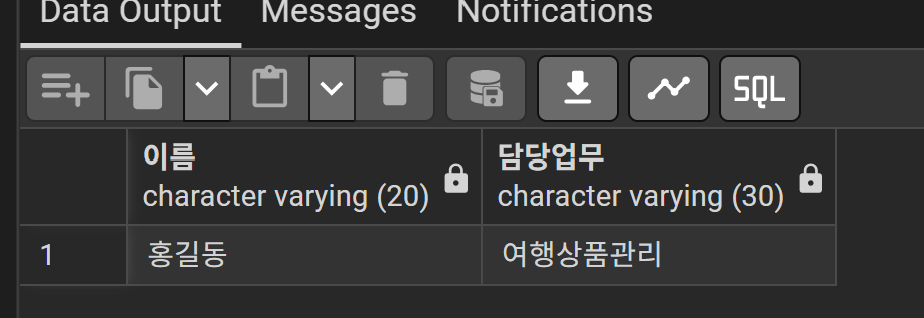 Data Output Messages Notifications
SQL
이름 담당업무
character varying (20) character varying (30)
1 홍길동 여행상품관리